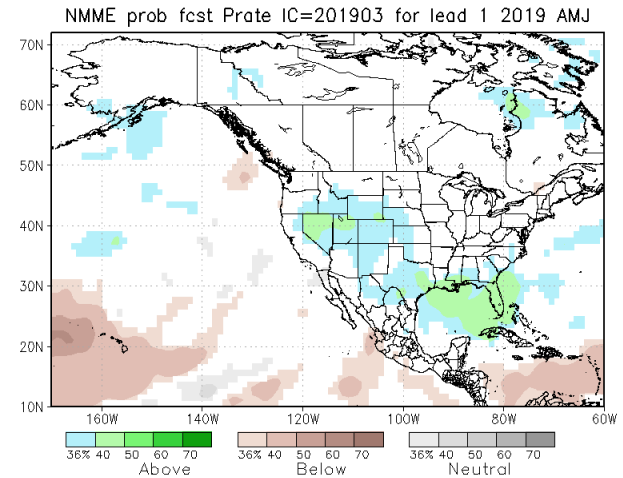 NMME prob fcst Prate IC=201903 for lead 1 2019 AMJ
70N
60N
50N
40N
30N
20N
10N
160W 140W 120W 100W 80W 60W
36% 40 50 60 70 36% 40 50 60 70 36% 40 50 60 70
Above Below Neutral